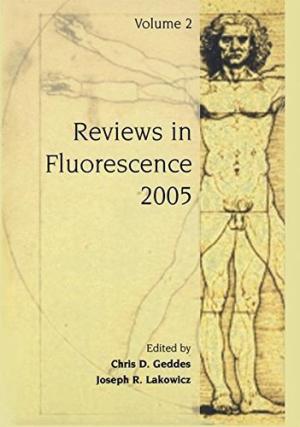 Volume 2
Reviews in
Fluorescence
2005
Edited by
Chris D. Geddes
Joseph R. Lakowicz